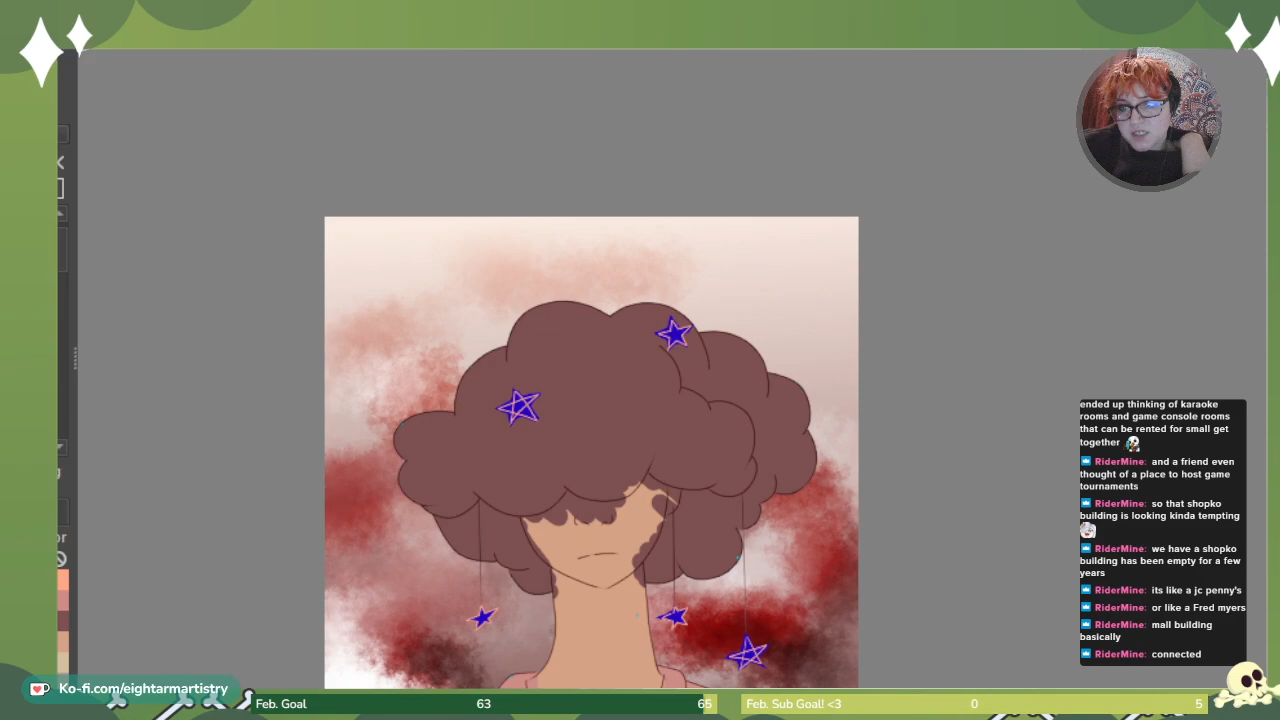 ended up thinking of karaoke
rooms and game console rooms
that can be rented for small get
together
RiderMine: and a friend even
thought of a place to host game
tournaments
RiderMine: so that shopko
building is looking kinda tempting
RiderMine: we have a shopko
building has been empty for a few
years
RiderMine: its like a jc penny's
RiderMine: or like a Fred myers
RiderMine: mall building
basically
RiderMine: connected
Ko-fi.com/eightarmartistry
Feb. Goal 63 65
Feb. Sub Goal! <3 0 5